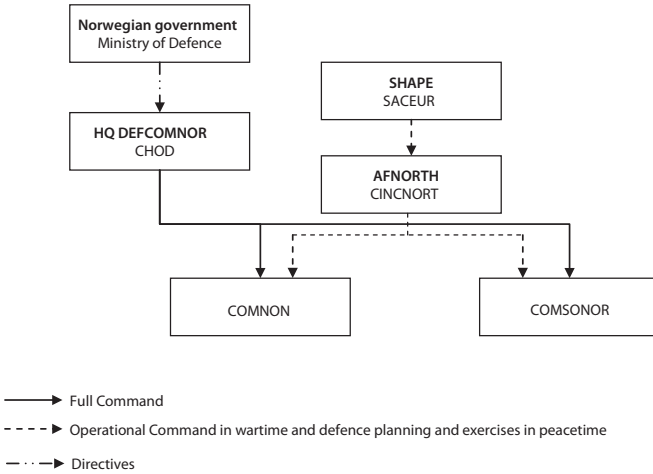 Norwegian government
Ministry of Defence
SHAPE
SACEUR
HQ DEFCOMNOR
CHOD
AFNORTH
CINCNORT
COMNON
COMSONOR
Full Command
Operational Command in wartime and defence planning and exercises in peacetime
Directives